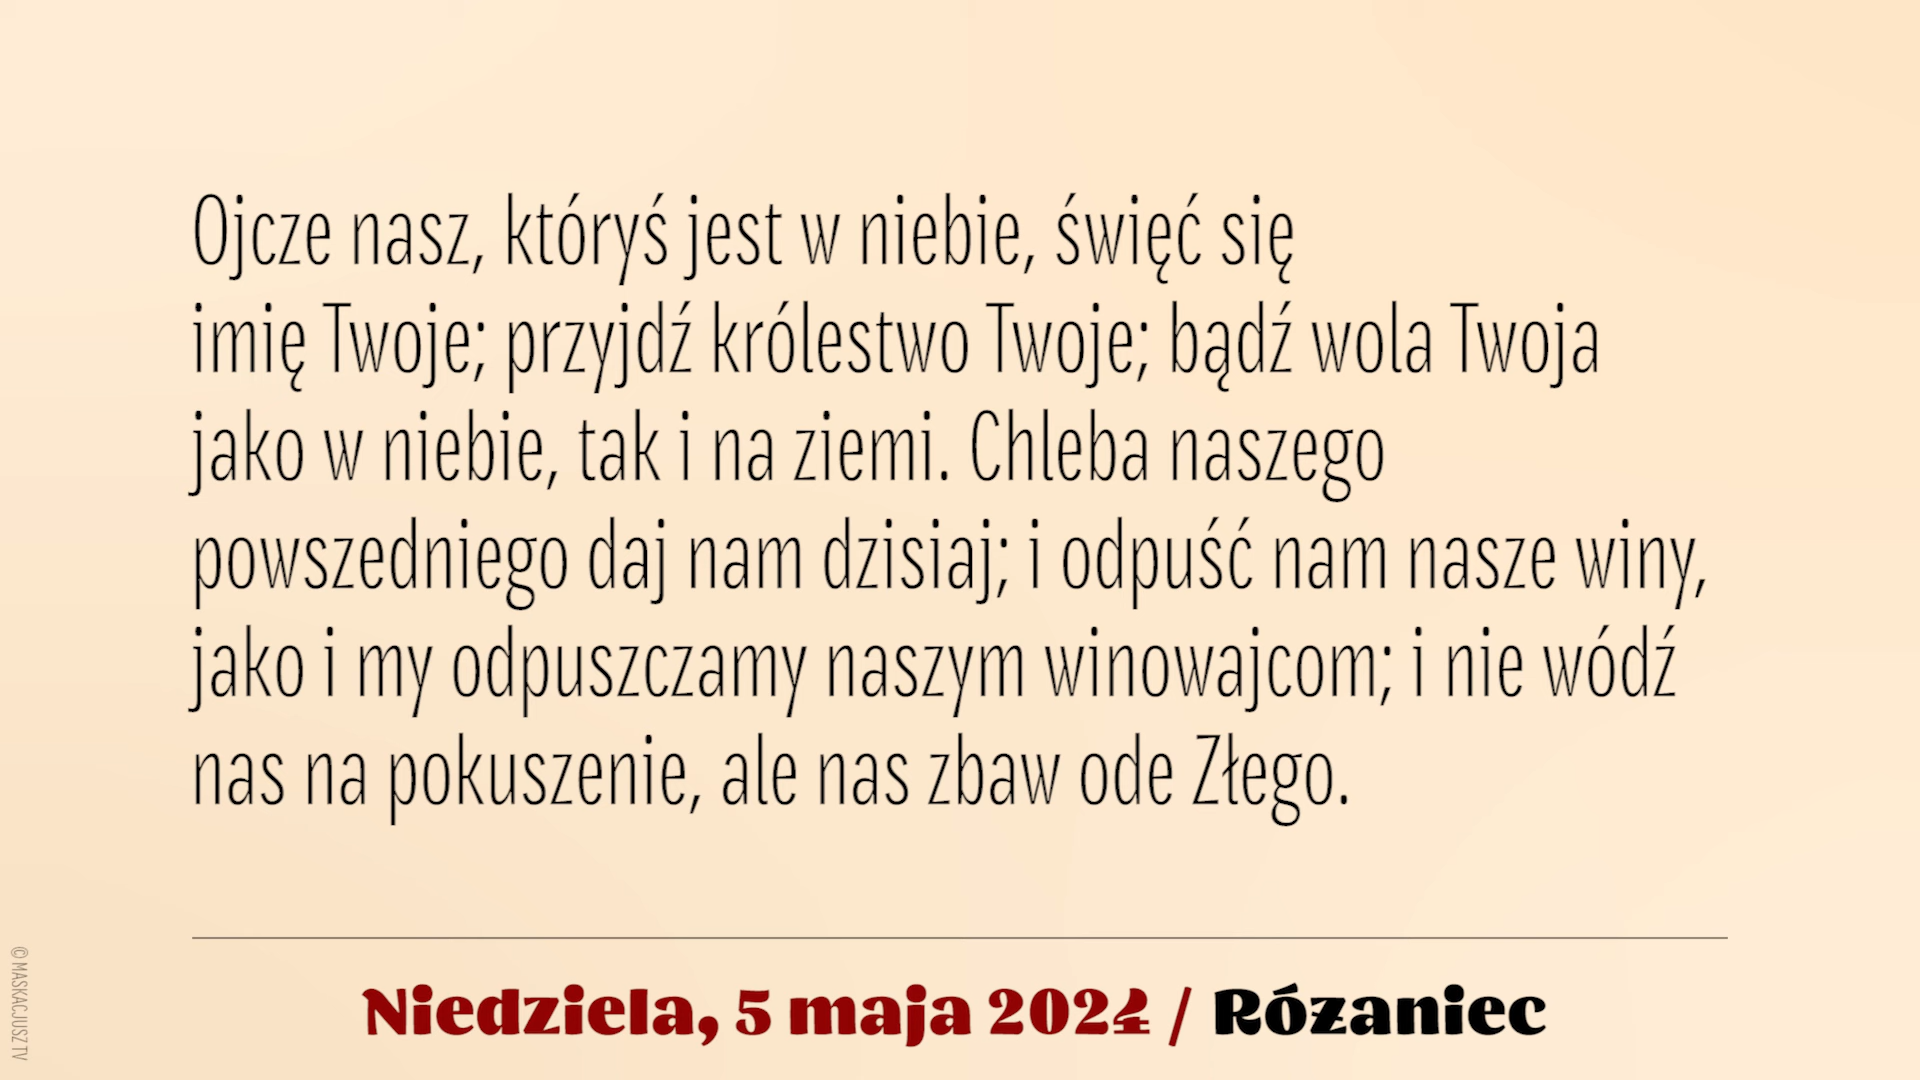 Ojcze nasz, któryś jest w niebie, święć się
imię Twoje; przyjdź królestwo Twoje; bądź wola Twoja
jako w niebie, tak i na ziemi. Chleba naszego
powszedniego daj nam dzisiaj; i odpuść nam nasze winy,
jako i my odpuszczamy naszym winowajcom; i nie wódź
nas na pokuszenie, ale nas zbaw ode Złego.
Niedziela, 5 maja 2024 / Różaniec
© MASKACJUSZ TV